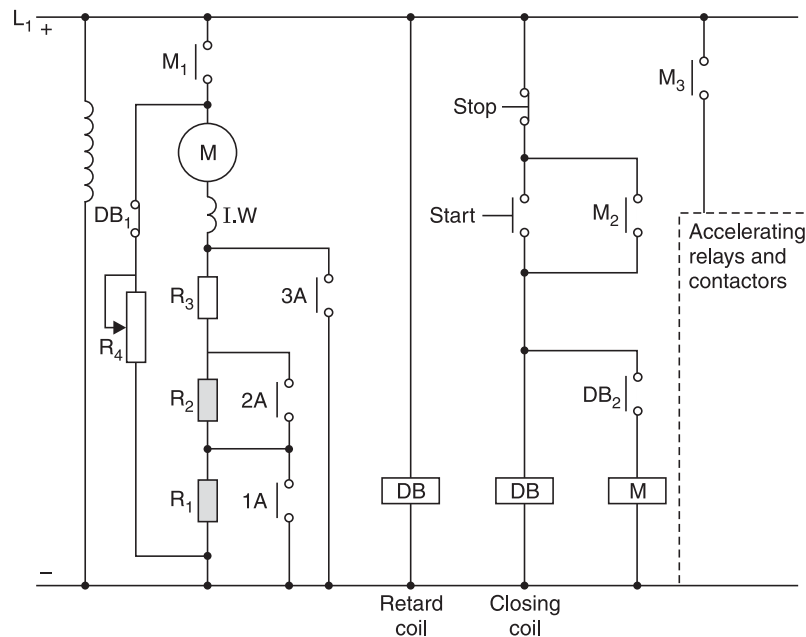 L1 +
M1
M
I.W
DB1
R4
R3
3A
R2
2A
R1
1A
Stop
Start
M2
DB2
M3
Accelerating
relays and
contactors
DB
DB
M
–
Retard
coil
Closing
coil